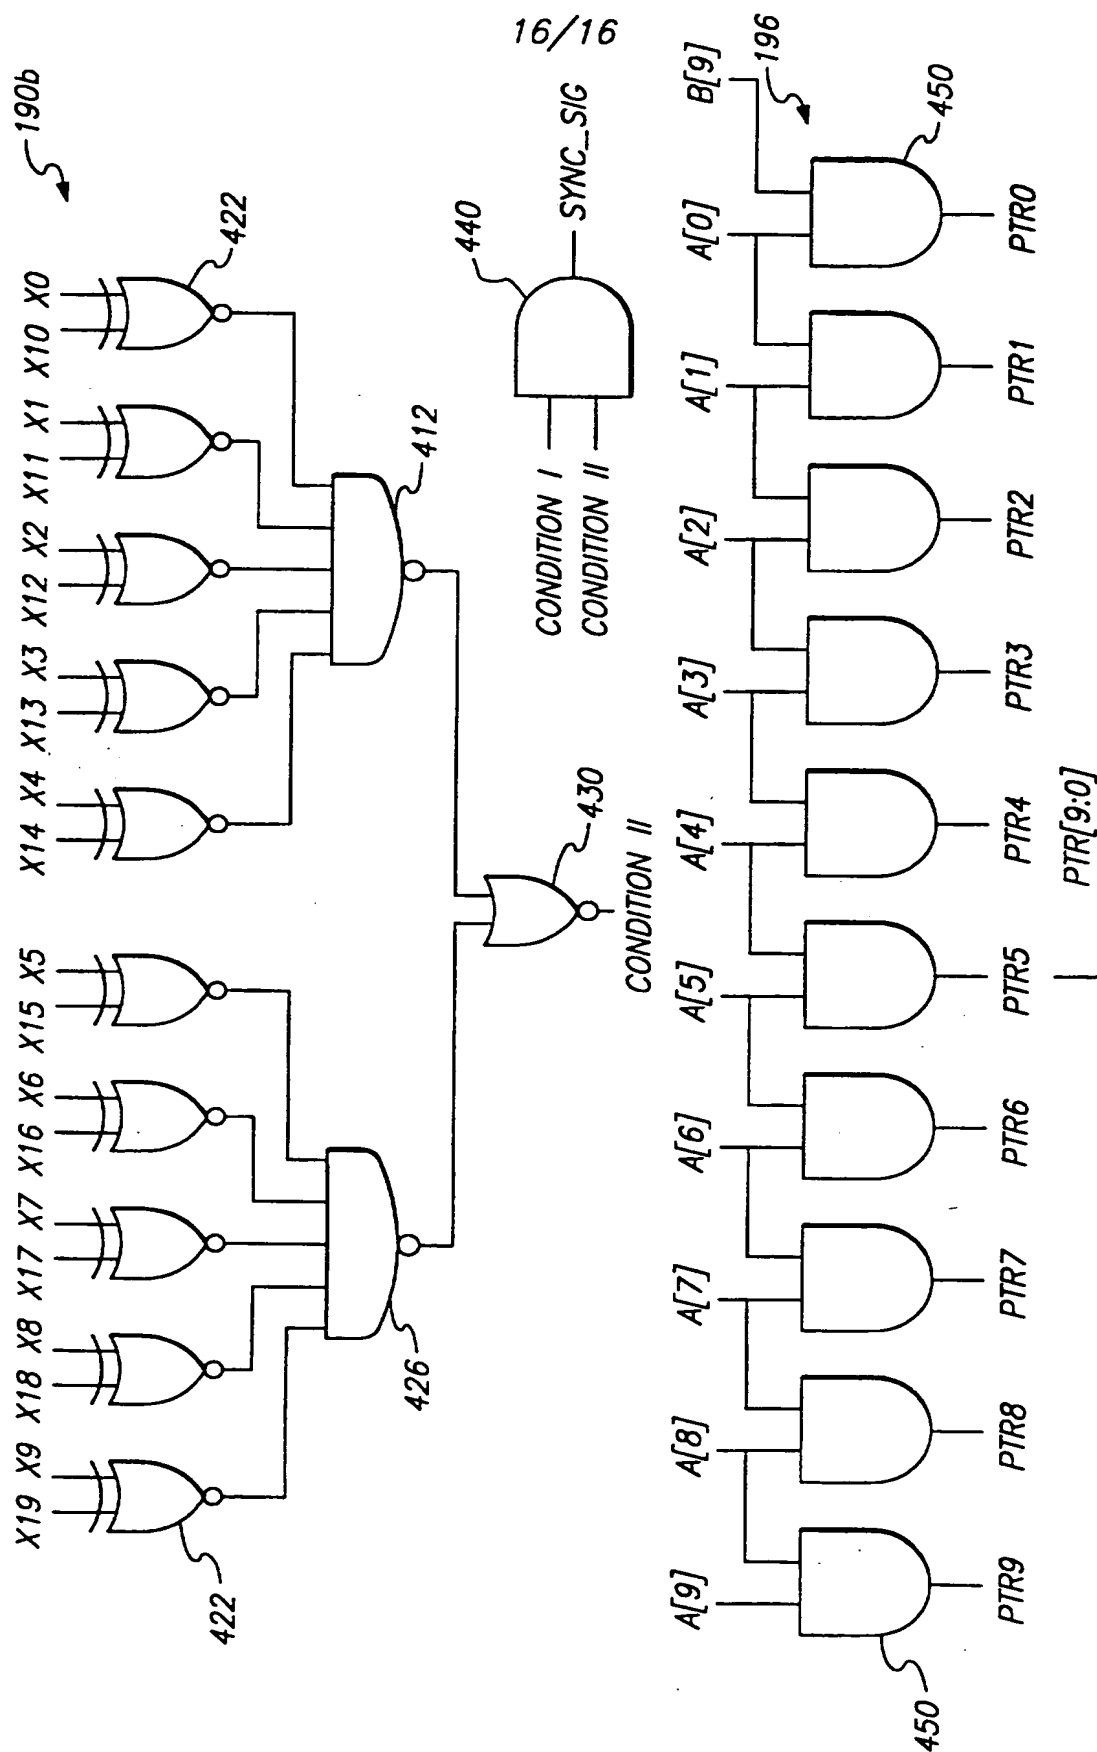 16/16
190b
X19 X9 X18 X8 X17 X7 X16 X6 X15 X5 X14 X4 X13 X3 X12 X2 X11 X1 X10 X0
422
422
426
412
430
CONDITION II
440
CONDITION I
CONDITION II
SYNC_SIG
196
A[9] A[8] A[7] A[6] A[5] A[4] A[3] A[2] A[1] A[0] B[9]
450
450
PTR9 PTR8 PTR7 PTR6 PTR5 PTR4 PTR3 PTR2 PTR1 PTR0
PTR[9:0]